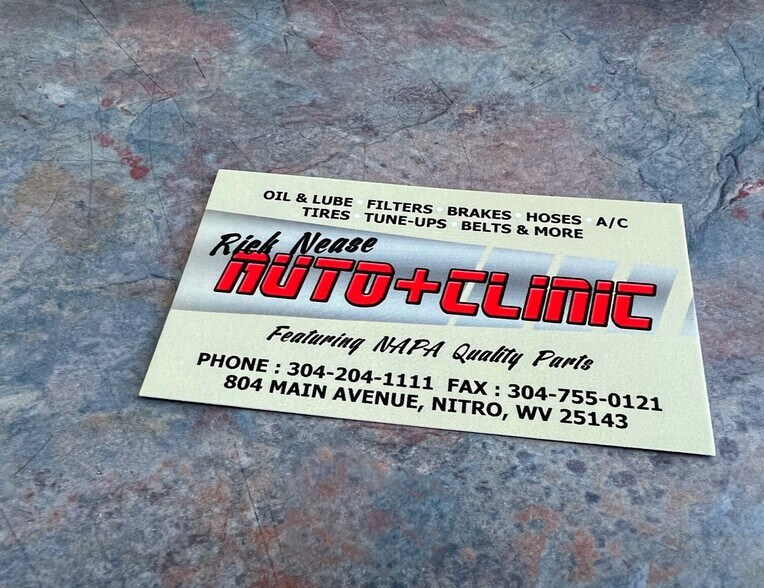 OIL & LUBE • FILTERS • BRAKES • HOSES • A/C
TIRES • TUNE-UPS • BELTS & MORE
Rick Nease
AUTO+CLINIC
Featuring NAPA Quality Parts
PHONE : 304-204-1111 FAX : 304-755-0121
804 MAIN AVENUE, NITRO, WV 25143